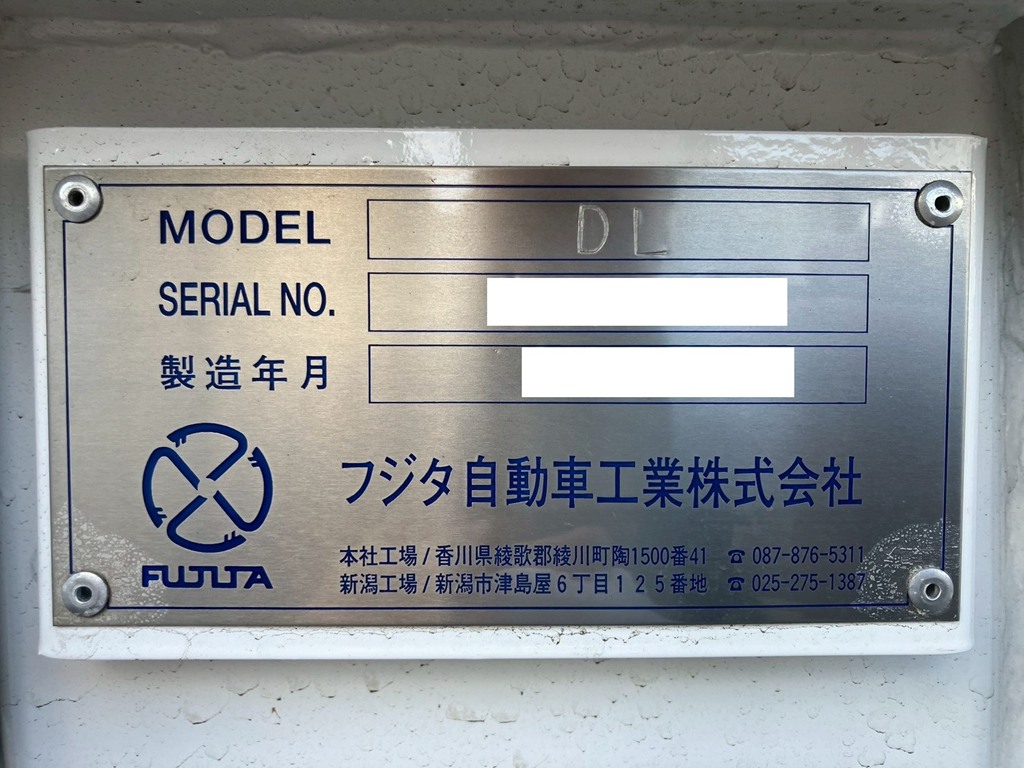 MODEL DL
SERIAL NO.
製造年月
フジタ自動車工業株式会社
FUJITA
本社工場/香川県綾歌郡綾川町陶1500番41 ☎ 087-876-5311
新潟工場/新潟市津島屋6丁目125番地 ☎ 025-275-1387